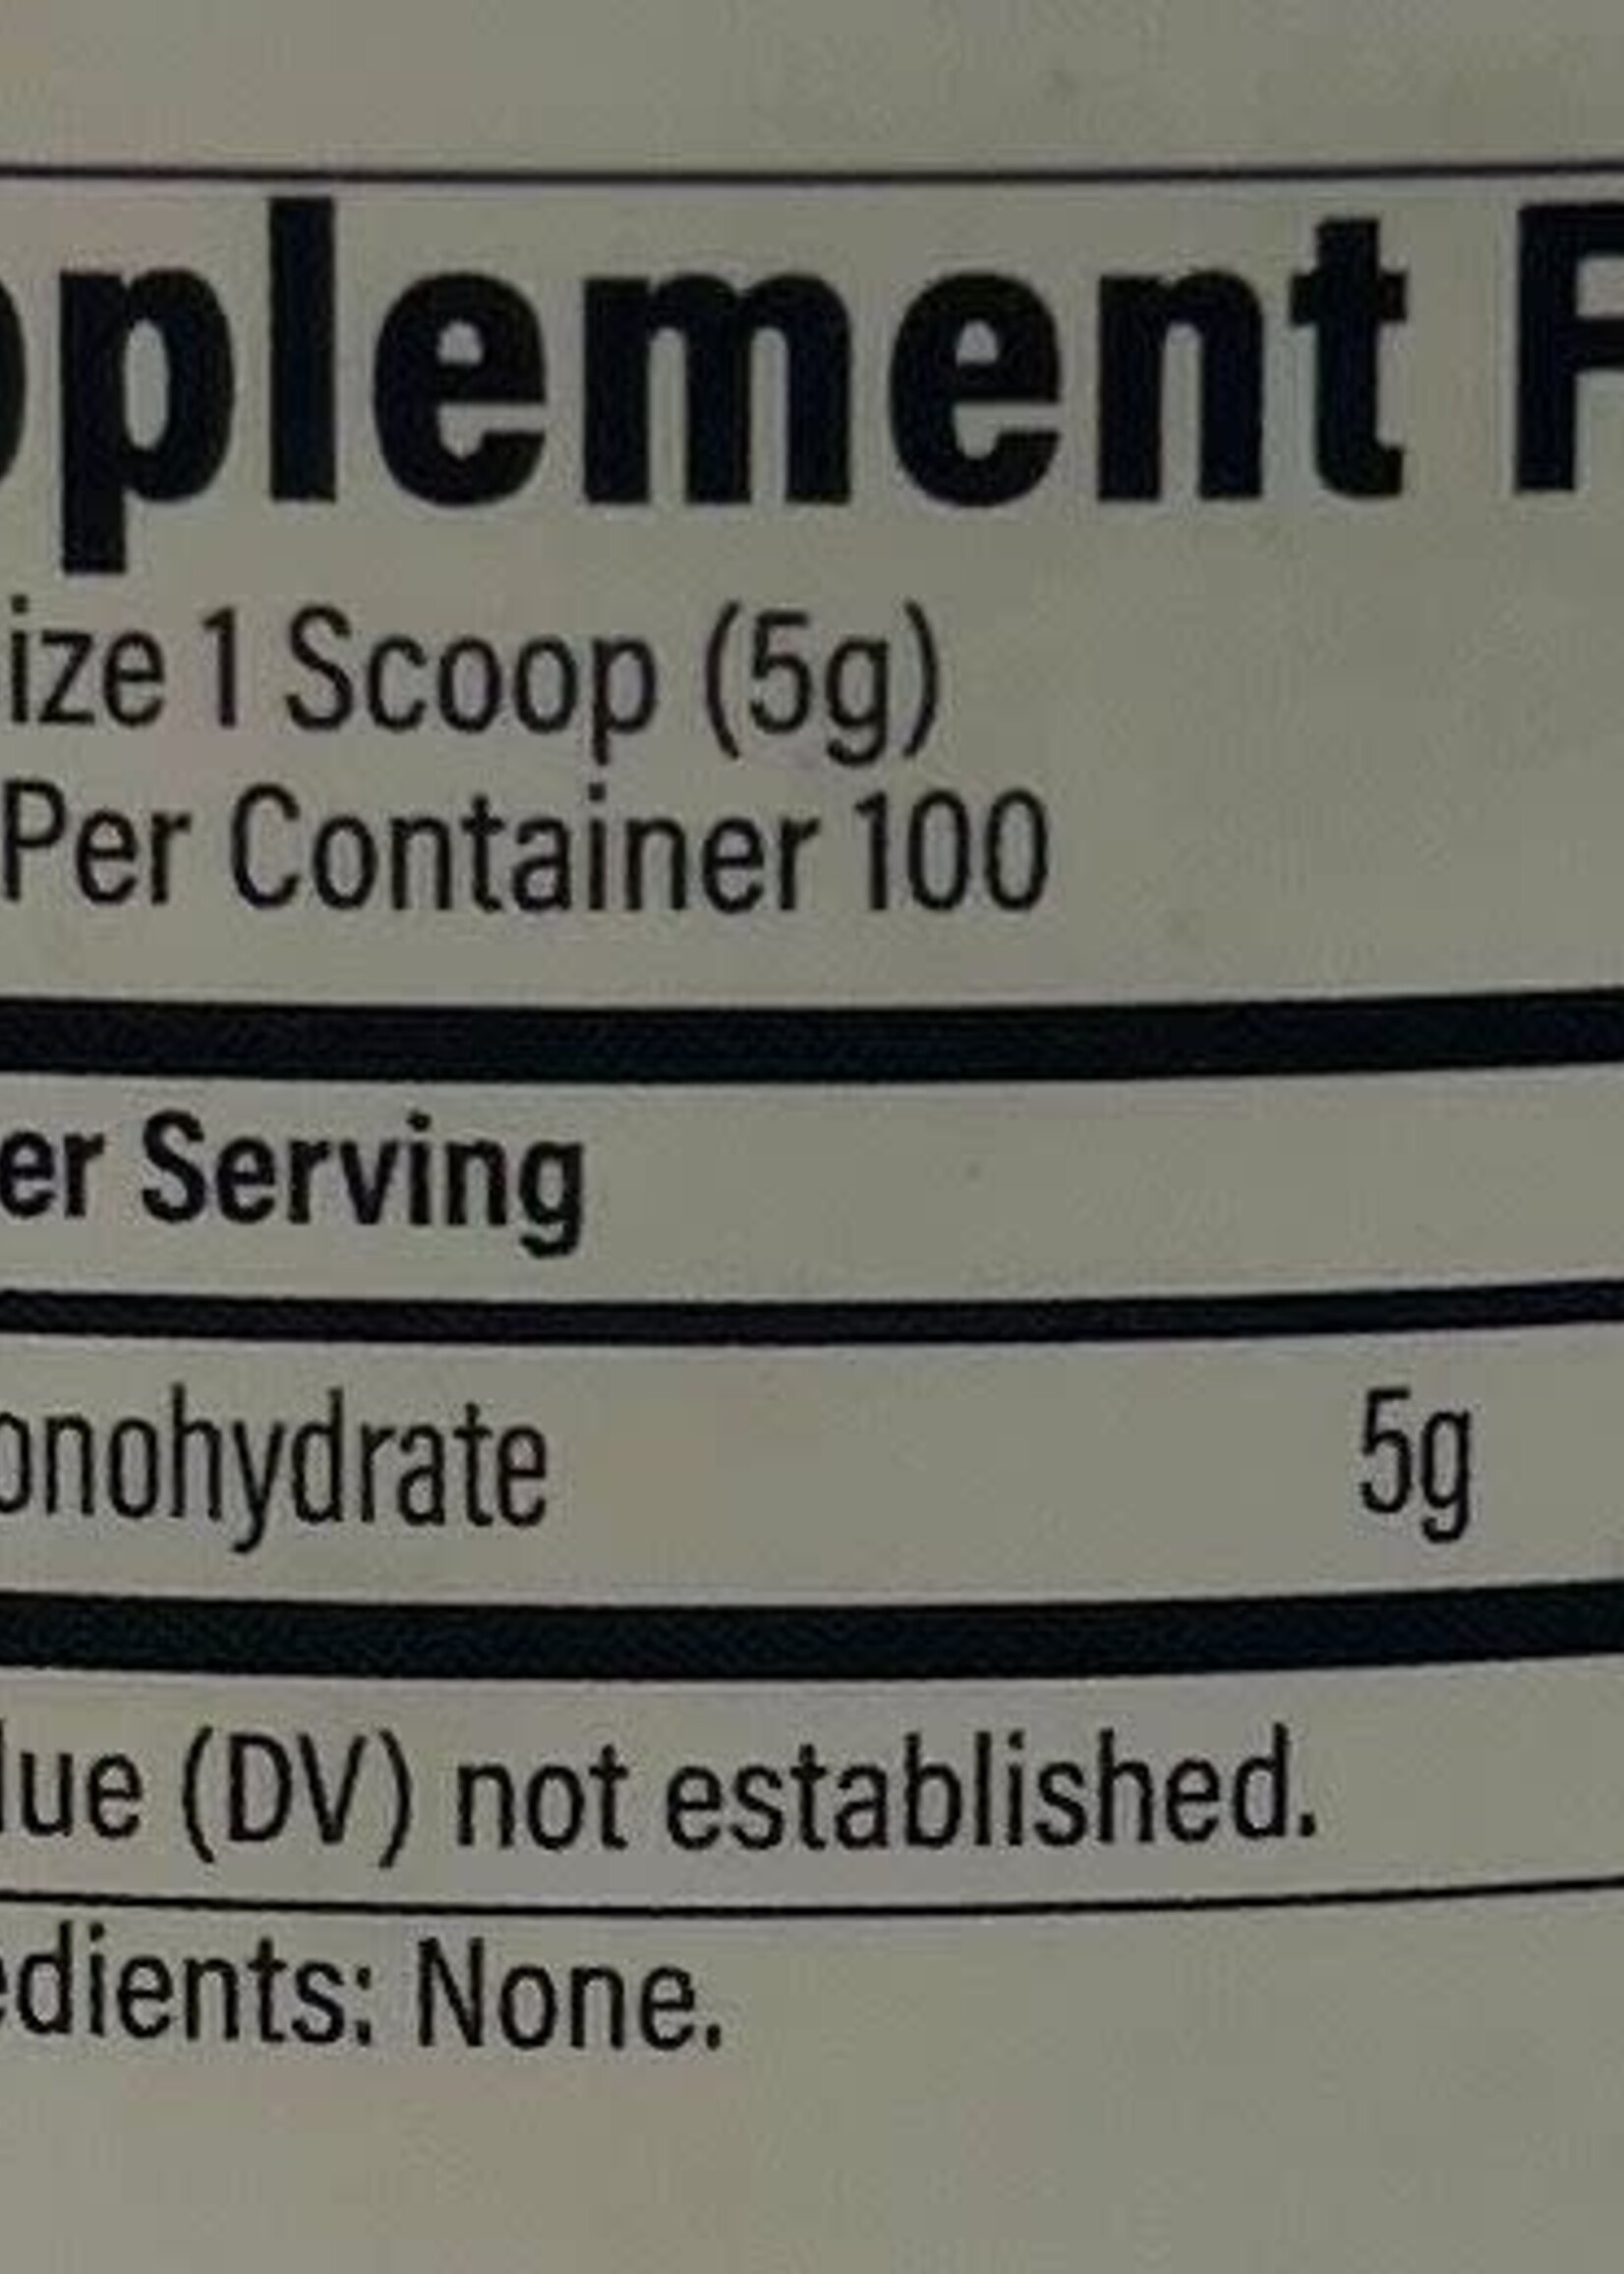 pplement F
ize 1 Scoop (5g)
Per Container 100
er Serving
onohydrate 5g
lue (DV) not established.
edients: None.